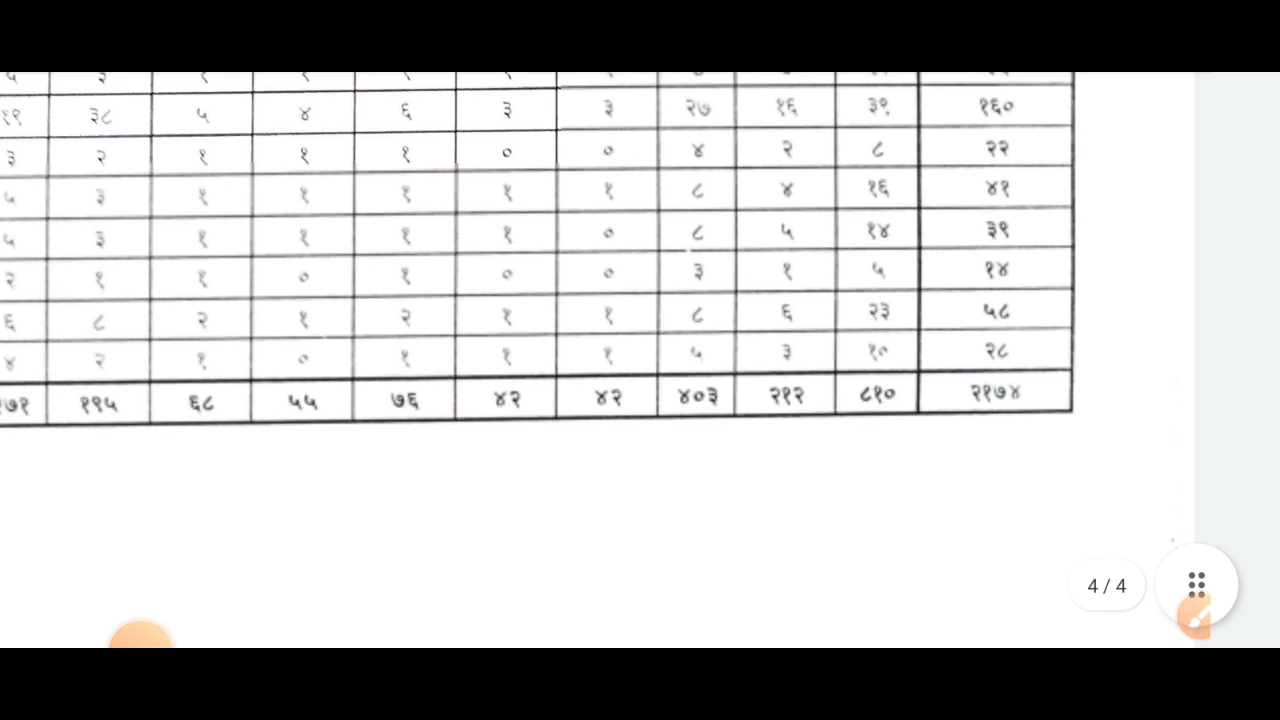 १९ ३८ ५ ४ ६ ३ ३ २७ १६ ३९ १६०
३ २ १ १ १ ० ० ४ २ ८ २२
५ ३ १ १ १ १ १ ८ ४ १६ ४१
५ ३ १ १ १ १ ० ८ ५ १४ ३९
२ १ १ ० १ ० ० ३ १ ५ १४
६ ८ २ १ २ १ १ ८ ६ २३ ५८
४ २ १ ० १ १ १ ५ ३ १० २८
१९५ ६८ ५५ ७६ ४२ ४२ ४०३ २१२ ८१० २१७४
4 / 4